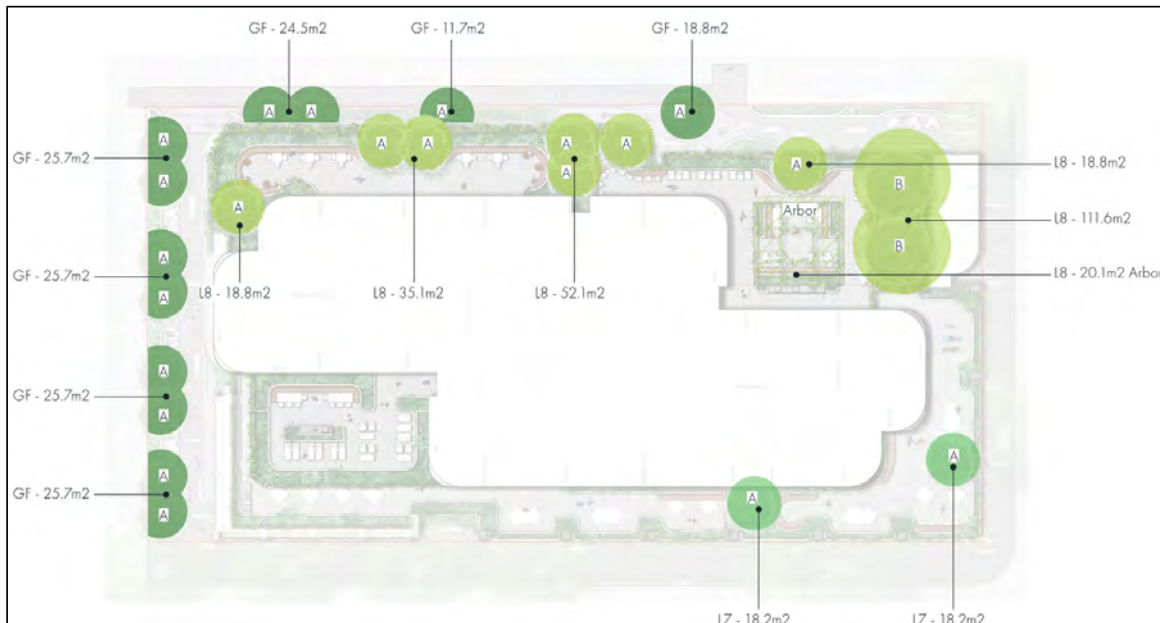 GF - 24.5m2
GF - 11.7m2
GF - 18.8m2
A A
A
A
A
GF - 25.7m2
A
A A
A
A
A
L8 - 18.8m2
A
B
A
Arbor
L8 - 111.6m2
B
A
GF - 25.7m2
A
L8 - 20.1m2 Arbor
L8 - 18.8m2
L8 - 35.1m2
L8 - 52.1m2
A
GF - 25.7m2
A
A
A
GF - 25.7m2
A
A
L7 - 18.2m2
L7 - 18.2m2